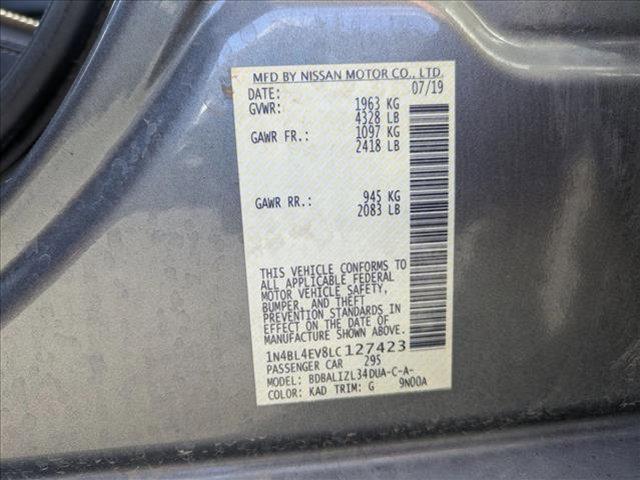 MFD BY NISSAN MOTOR CO., LTD.
DATE: 07/19
GVWR: 1963 KG
4328 LB
GAWR FR.: 1097 KG
2418 LB
GAWR RR.: 945 KG
2083 LB
THIS VEHICLE CONFORMS TO
ALL APPLICABLE FEDERAL
MOTOR VEHICLE SAFETY,
BUMPER, AND THEFT
PREVENTION STANDARDS IN
EFFECT ON THE DATE OF
MANUFACTURE SHOWN ABOVE.
1N4BL4EV8LC127423
PASSENGER CAR 295
MODEL: BDBALIZL34DUA-C-A-
COLOR: KAD TRIM: G 9N00A